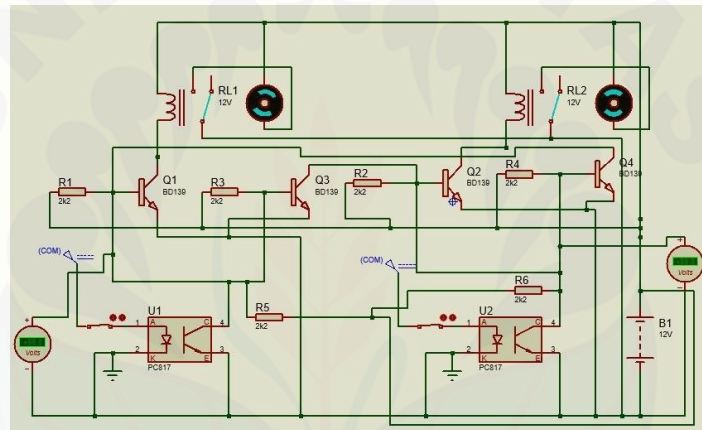 RL1
12V
RL2
12V
R1
2k2
Q1
BD139
R3
2k2
Q3
BD139
R2
2k2
Q2
BD139
R4
2k2
Q4
BD139
(COM)
(COM)
+
Volts
-
+
Volts
-
U1
1
A
C
4
2
K
E
3
PC817
R5
2k2
R6
2k2
U2
1
A
C
4
2
K
E
3
PC817
B1
12V